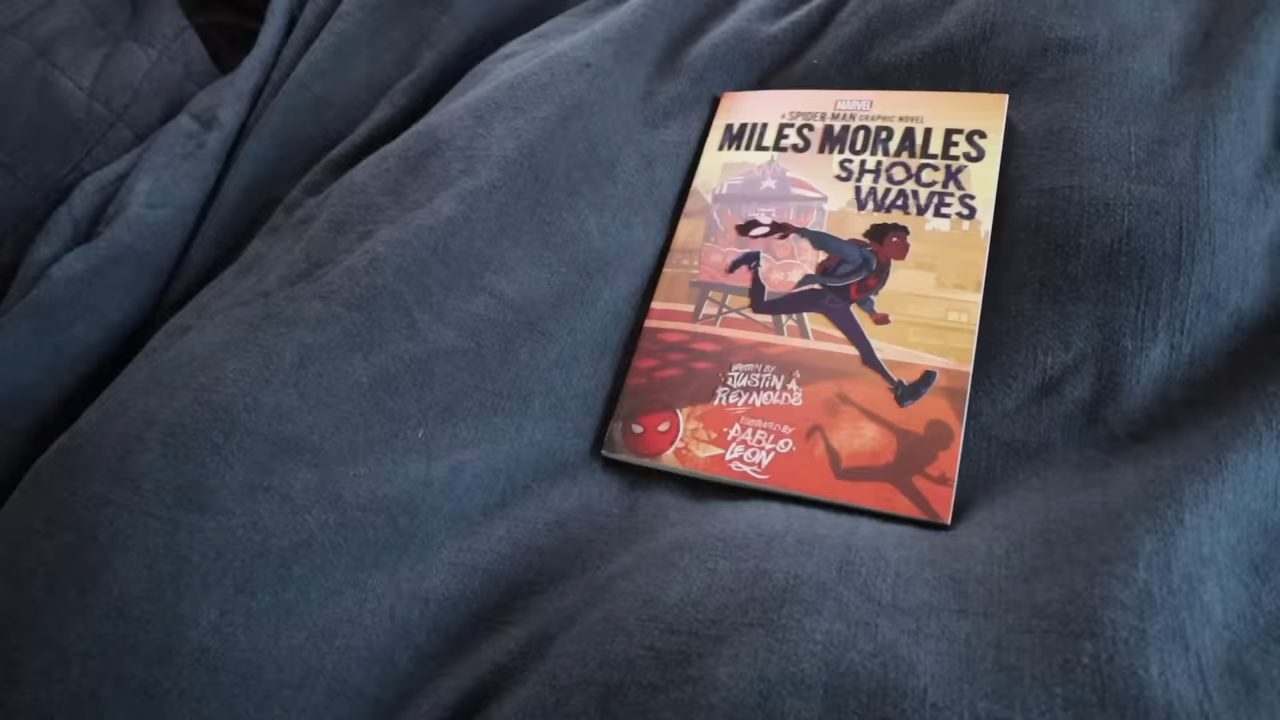 MARVEL
A SPIDER-MAN GRAPHIC NOVEL
MILES MORALES
SHOCK
WAVES
WRITTEN BY
JUSTIN A.
REYNOLDS
ILLUSTRATED BY
PABLO
LEON